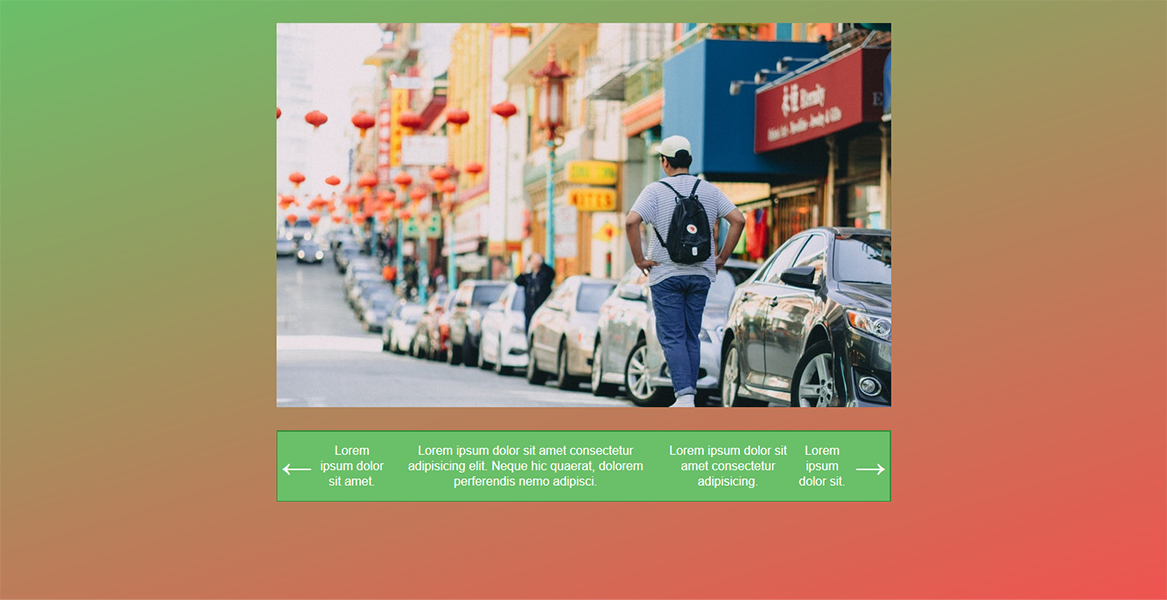 Hornby
Lorem
ipsum dolor
sit amet.
Lorem ipsum dolor sit amet consectetur
adipisicing elit. Neque hic quaerat, dolorem
perferendis nemo adipisci.
Lorem ipsum dolor sit
amet consectetur
adipisicing.
Lorem
ipsum
dolor sit.